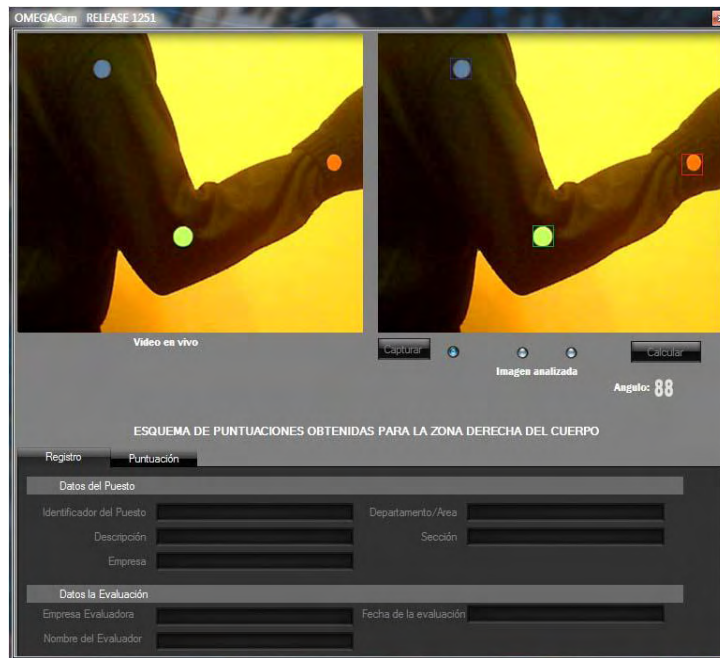 OMEGACam RELEASE 1251
Video en vivo
Capturar
Calcular
Imagen analizada
Angulo: 88
ESQUEMA DE PUNTUACIONES OBTENIDAS PARA LA ZONA DERECHA DEL CUERPO
Registro Puntuación
Datos del Puesto
Identificador del Puesto Departamento/Area
Descripción Sección
Empresa
Datos la Evaluación
Empresa Evaluadora Fecha de la evaluación
Nombre del Evaluador